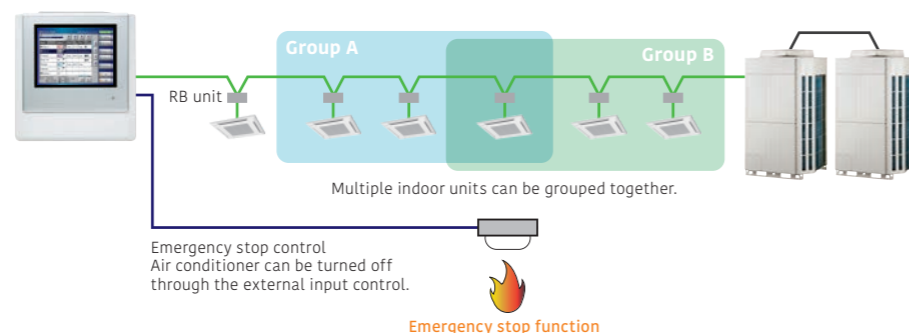 Group A
Group B
RB unit
Multiple indoor units can be grouped together.
Emergency stop control
Air conditioner can be turned off
through the external input control.
Emergency stop function